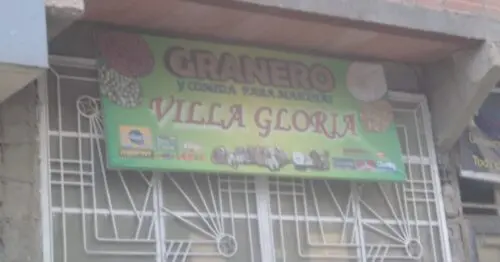 GRANERO
Y COMIDA PARA MASCOTAS
VILLA GLORIA